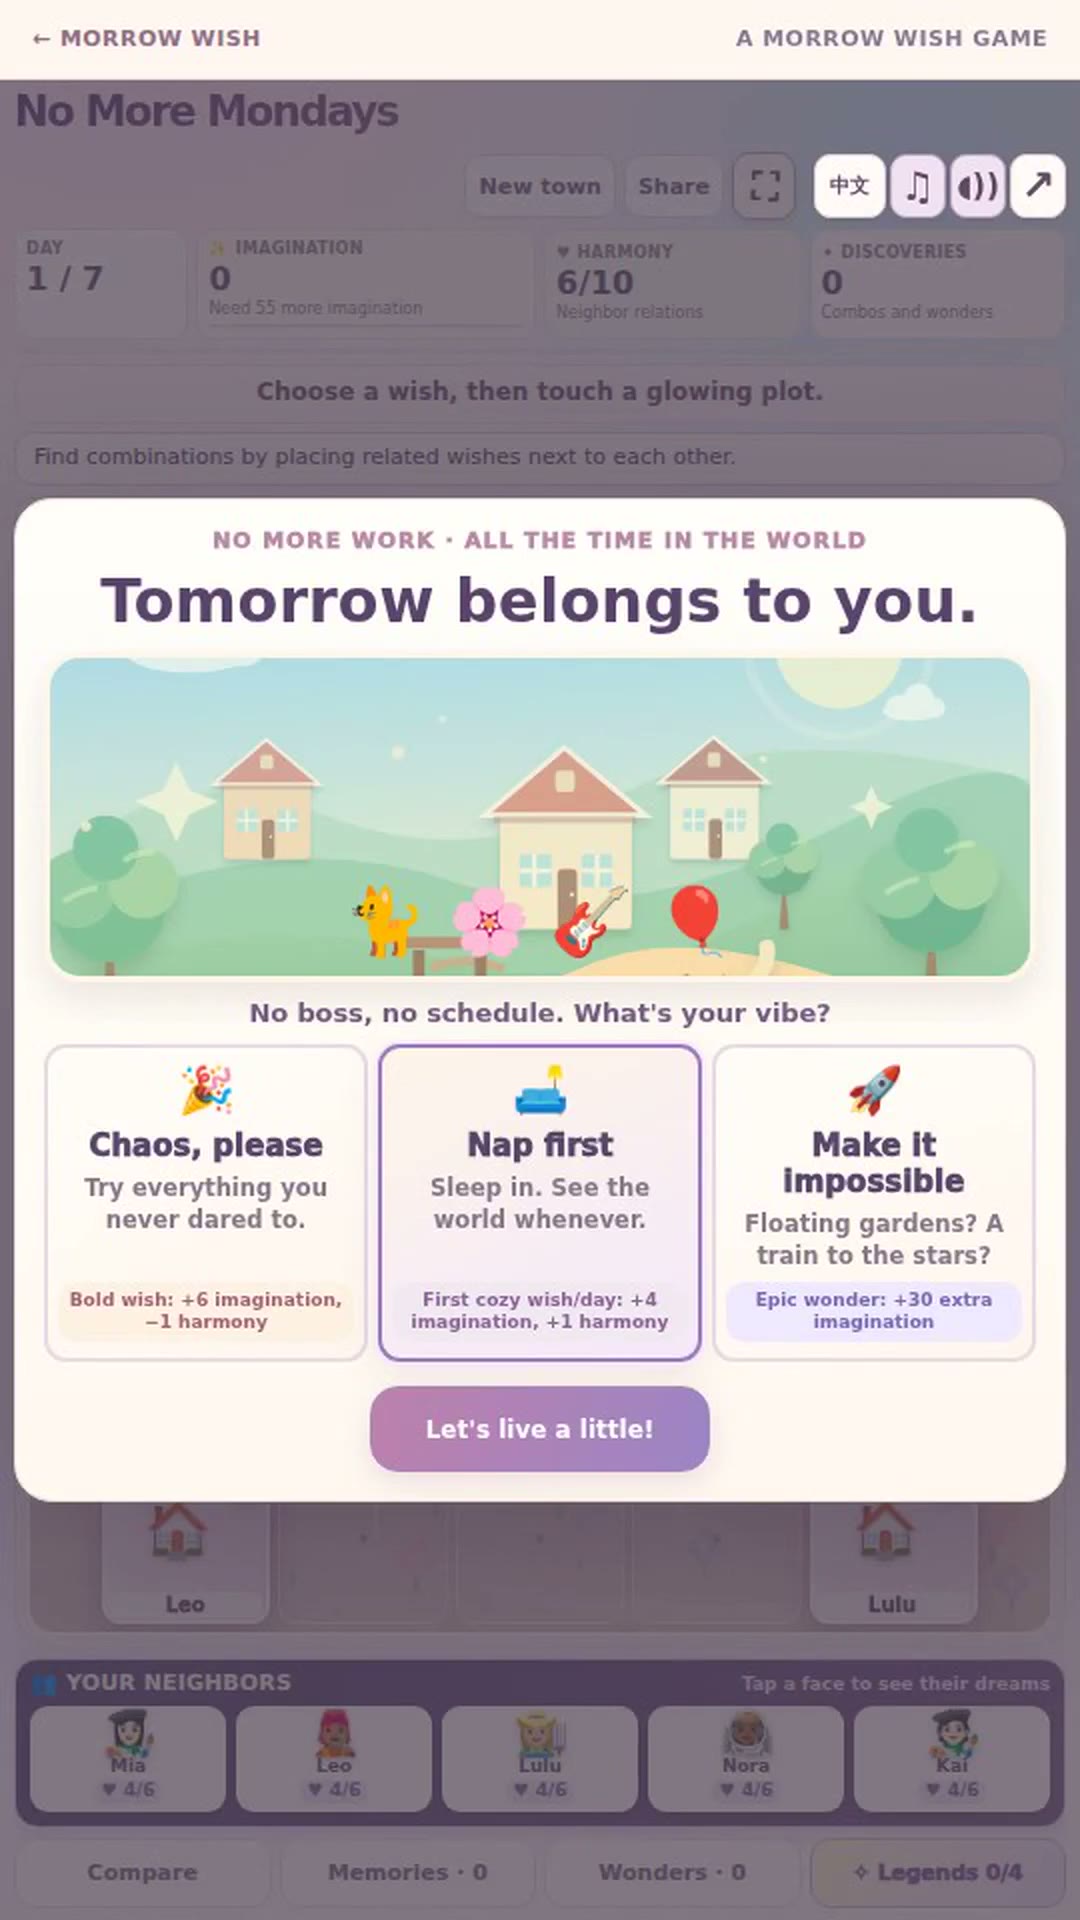 ← MORROW WISH
A MORROW WISH GAME
No More Mondays
New town
Share
中文
DAY
1 / 7
IMAGINATION
0
Need 55 more imagination
♥ HARMONY
6/10
Neighbor relations
DISCOVERIES
0
Combos and wonders
Choose a wish, then touch a glowing plot.
Find combinations by placing related wishes next to each other.
NO MORE WORK · ALL THE TIME IN THE WORLD
Tomorrow belongs to you.
No boss, no schedule. What's your vibe?
Chaos, please
Try everything you
never dared to.
Bold wish: +6 imagination,
−1 harmony
Nap first
Sleep in. See the
world whenever.
First cozy wish/day: +4
imagination, +1 harmony
Make it
impossible
Floating gardens? A
train to the stars?
Epic wonder: +30 extra
imagination
Let's live a little!
Leo
Lulu
YOUR NEIGHBORS
Tap a face to see their dreams
Mia
♥ 4/6
Leo
♥ 4/6
Lulu
♥ 4/6
Nora
♥ 4/6
Kai
♥ 4/6
Compare
Memories · 0
Wonders · 0
✧ Legends 0/4